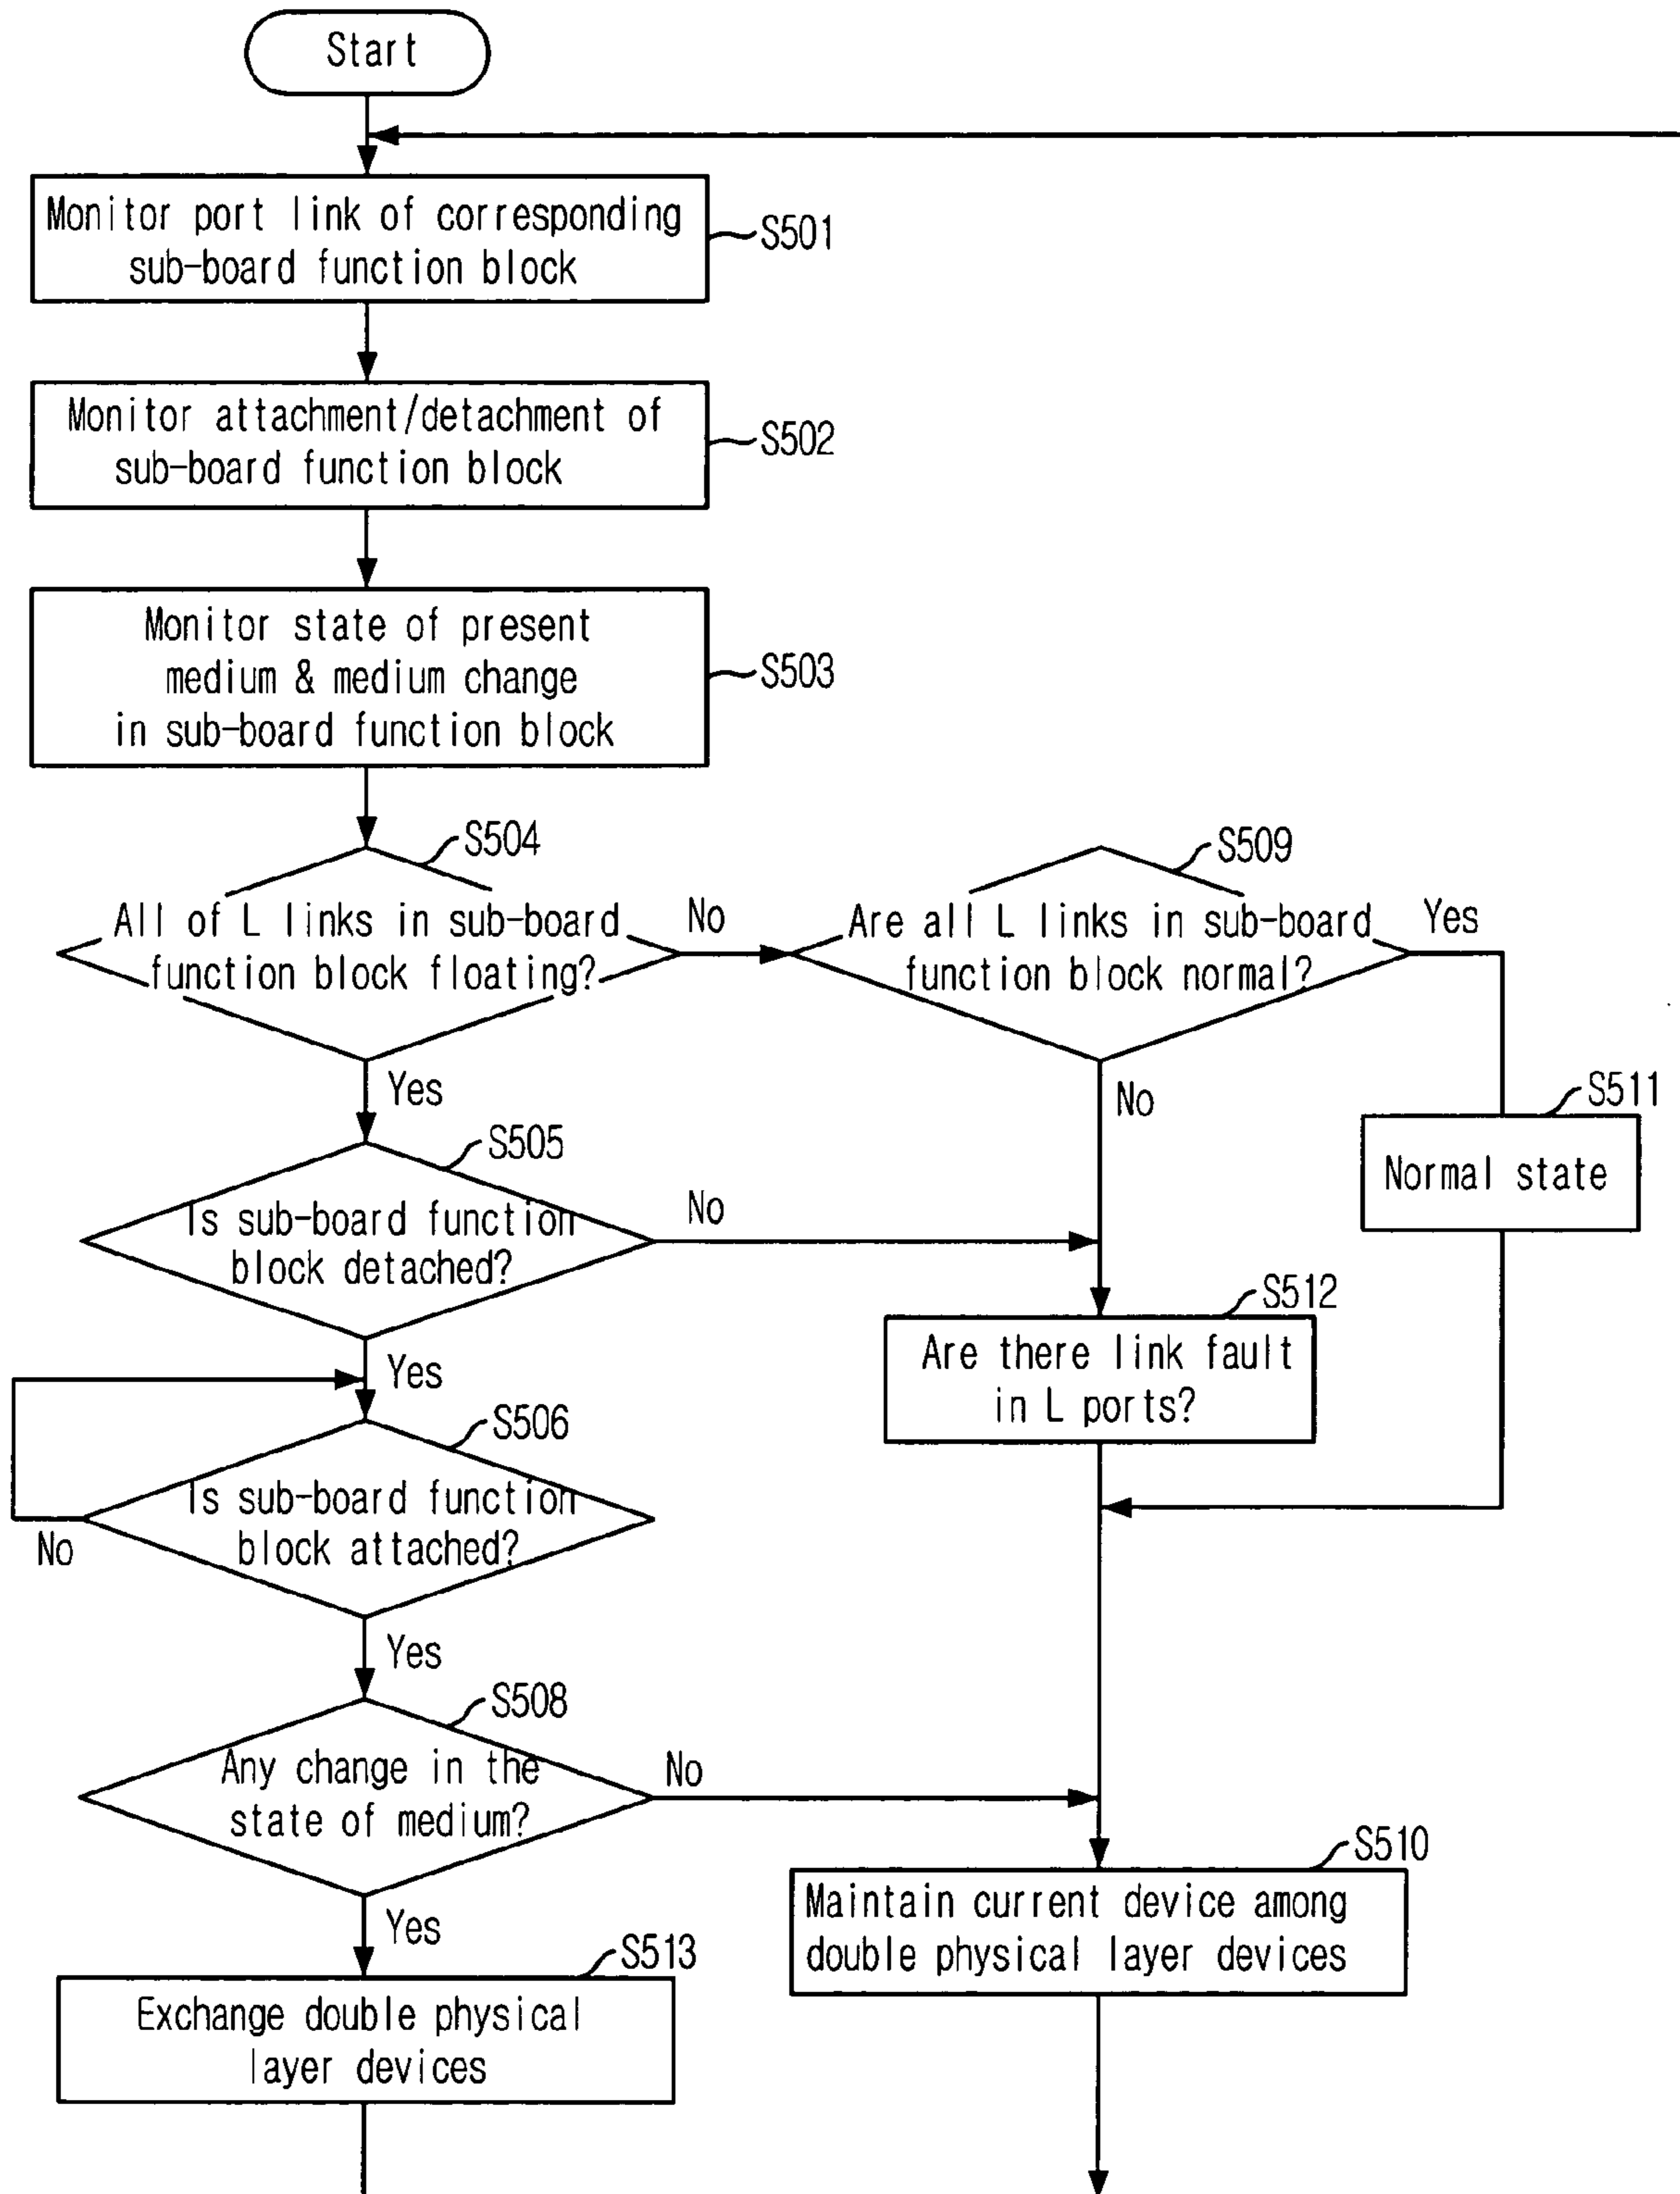 Start
Monitor port link of corresponding
sub-board function block
S501
Monitor attachment/detachment of
sub-board function block
S502
Monitor state of present
medium & medium change
in sub-board function block
S503
S504
All of L links in sub-board
function block floating?
No
Yes
S509
Are all L links in sub-board
function block normal?
Yes
No
S511
Normal state
S505
Is sub-board function
block detached?
No
Yes
S512
Are there link fault
in L ports?
S506
Is sub-board function
block attached?
No
Yes
S508
Any change in the
state of medium?
No
Yes
S510
Maintain current device among
double physical layer devices
S513
Exchange double physical
layer devices